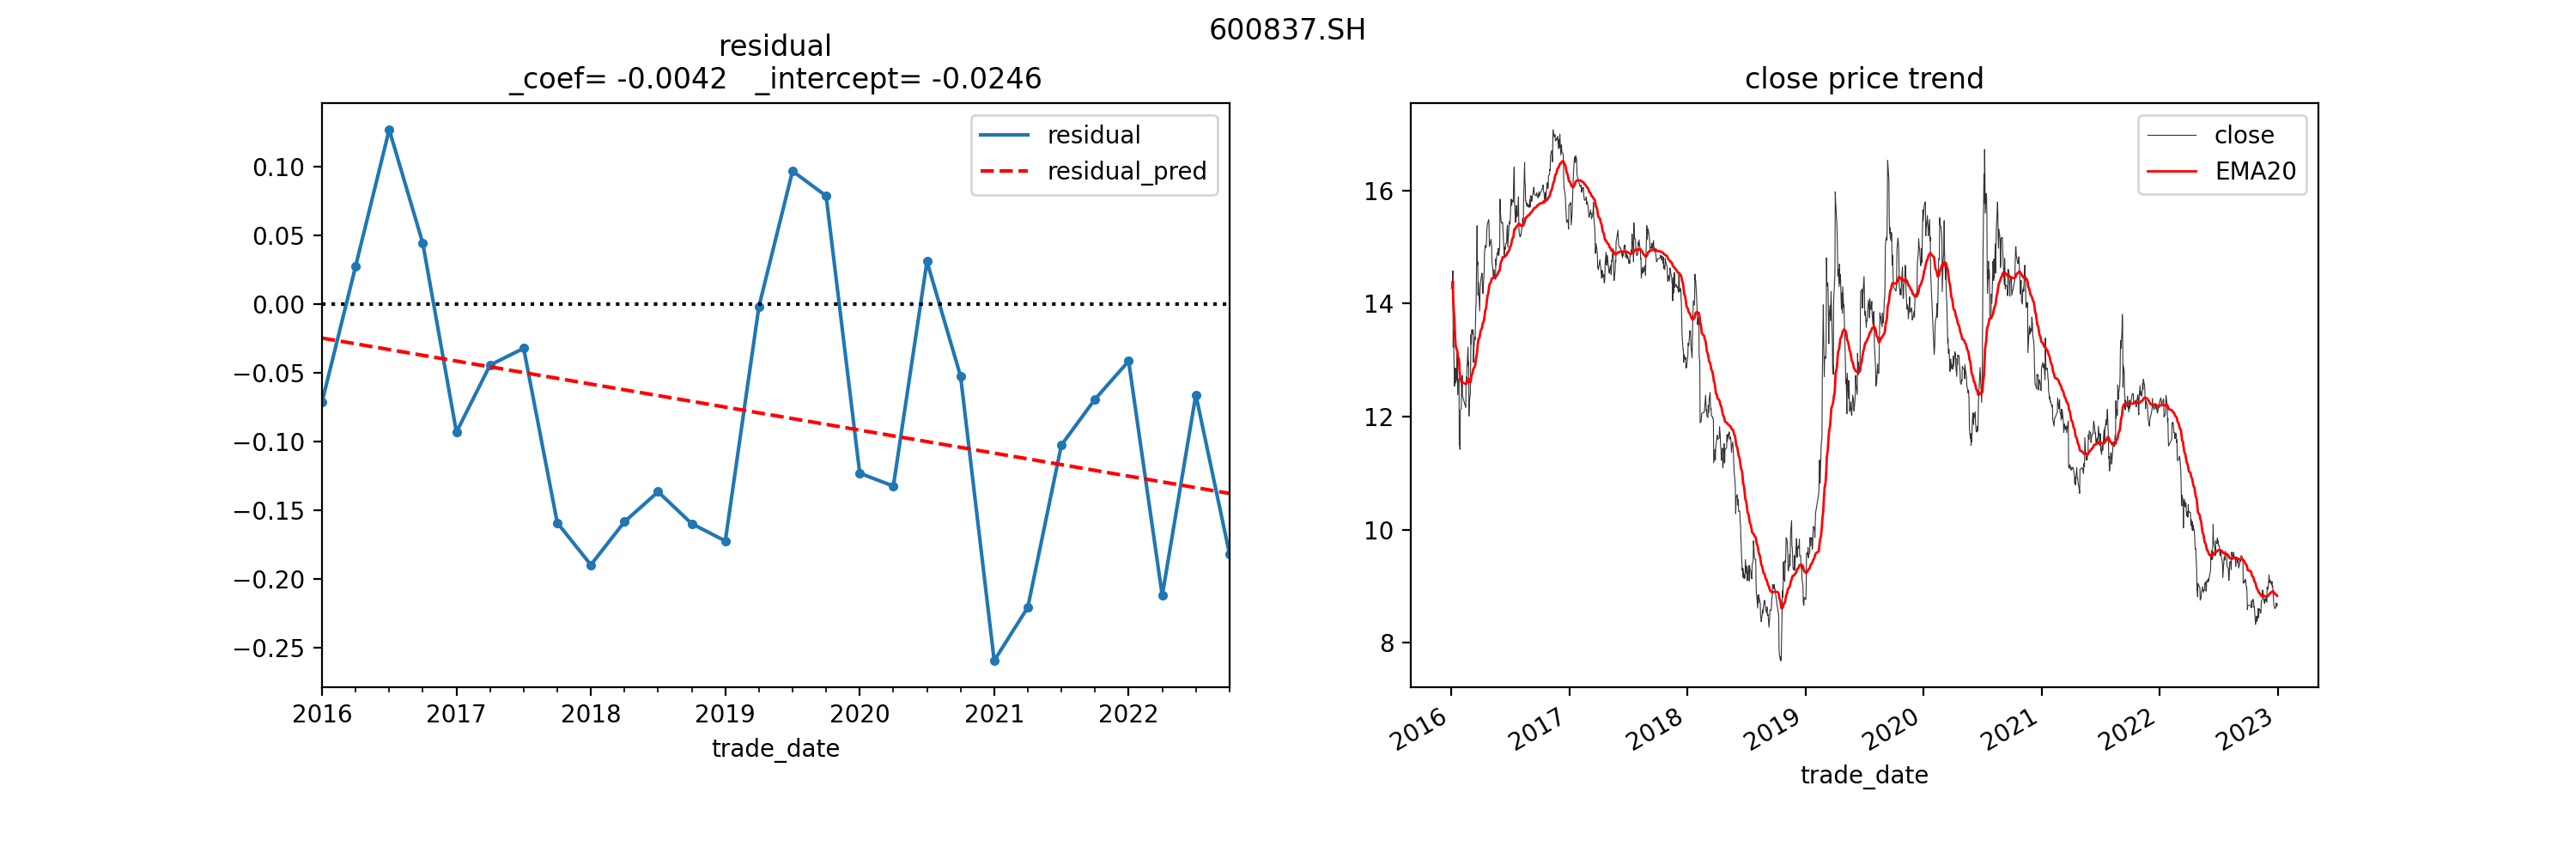 600837.SH
residual
_coef= -0.0042   _intercept= -0.0246
residual
residual_pred
0.10
0.05
0.00
−0.05
−0.10
−0.15
−0.20
−0.25
2016 2017 2018 2019 2020 2021 2022
trade_date
close price trend
close
EMA20
16
14
12
10
8
2016 2017 2018 2019 2020 2021 2022 2023
trade_date